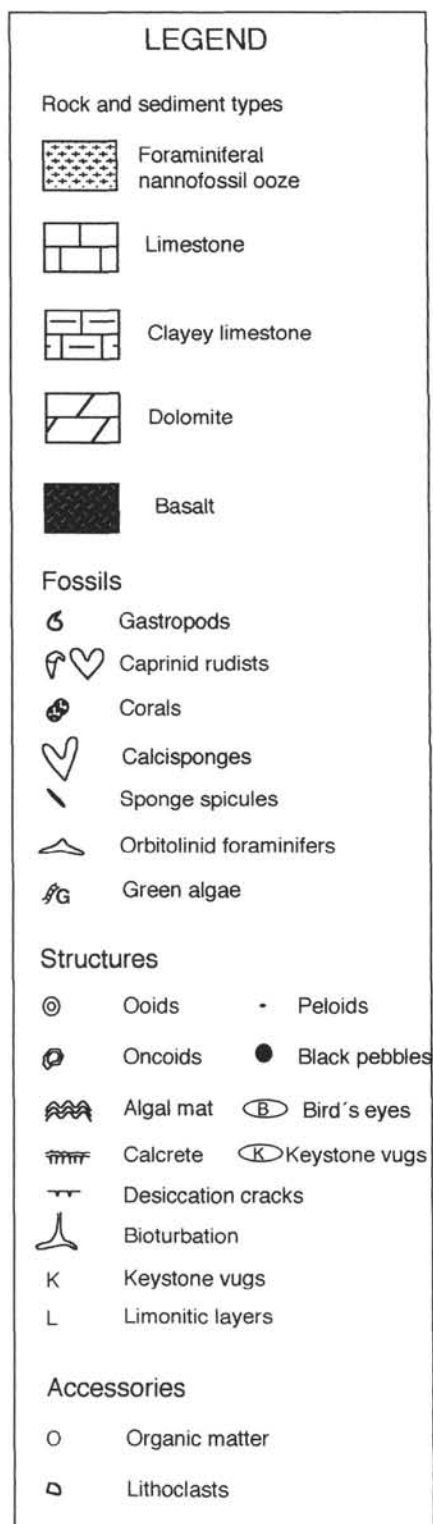 LEGEND
Rock and sediment types
Foraminiferal
nannofossil ooze
Limestone
Clayey limestone
Dolomite
Basalt
Fossils
Gastropods
Caprinid rudists
Corals
Calcisponges
Sponge spicules
Orbitolinid foraminifers
G Green algae
Structures
Ooids Peloids
Oncoids Black pebbles
Algal mat B Bird´s eyes
Calcrete K Keystone vugs
Desiccation cracks
Bioturbation
K Keystone vugs
L Limonitic layers
Accessories
O Organic matter
Lithoclasts